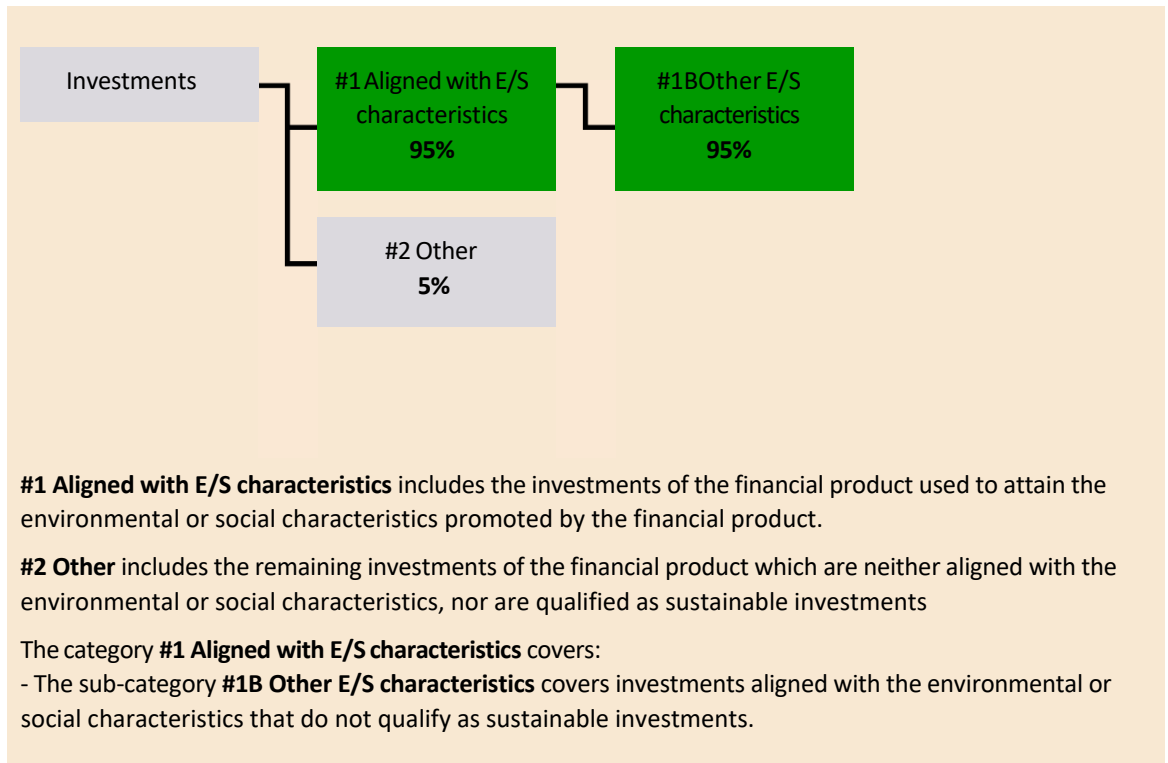 Investments
#1 Aligned with E/S
characteristics
95%
#1BOther E/S
characteristics
95%
#2 Other
5%
#1 Aligned with E/S characteristics includes the investments of the financial product used to attain the
environmental or social characteristics promoted by the financial product.
#2 Other includes the remaining investments of the financial product which are neither aligned with the
environmental or social characteristics, nor are qualified as sustainable investments
The category #1 Aligned with E/S characteristics covers:
- The sub-category #1B Other E/S characteristics covers investments aligned with the environmental or
social characteristics that do not qualify as sustainable investments.